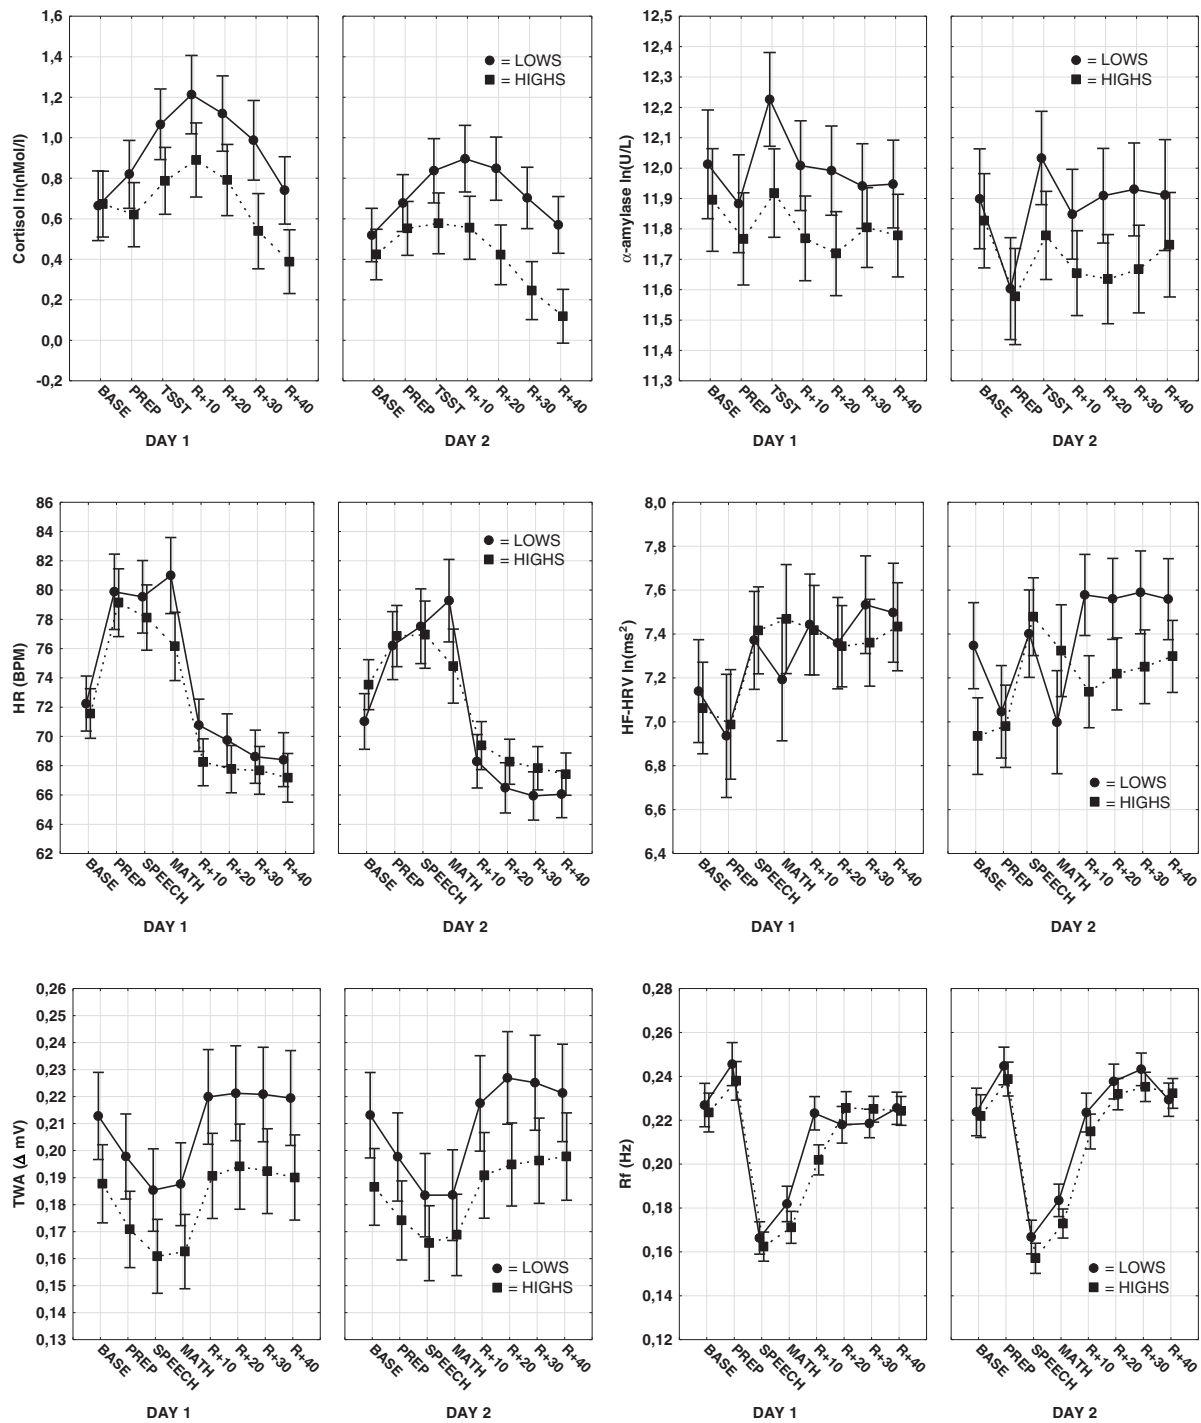 Cortisol ln(nMol/l)
1,6
1,4
1,2
1,0
0,8
0,6
0,4
0,2
0,0
-0,2
= LOWS
= HIGHS
BASE PREP TSST R+10 R+20 R+30 R+40
BASE PREP TSST R+10 R+20 R+30 R+40
DAY 1
DAY 2
α-amylase ln(U/L)
12,5
12,4
12,3
12,2
12,1
12,0
11,9
11,8
11,7
11,6
11,5
11,4
11,3
= LOWS
= HIGHS
BASE PREP TSST R+10 R+20 R+30 R+40
BASE PREP TSST R+10 R+20 R+30 R+40
DAY 1
DAY 2
HR (BPM)
86
84
82
80
78
76
74
72
70
68
66
64
62
= LOWS
= HIGHS
BASE PREP SPEECH MATH R+10 R+20 R+30 R+40
BASE PREP SPEECH MATH R+10 R+20 R+30 R+40
DAY 1
DAY 2
HF-HRV ln(ms²)
8,0
7,8
7,6
7,4
7,2
7,0
6,8
6,6
6,4
= LOWS
= HIGHS
BASE PREP SPEECH MATH R+10 R+20 R+30 R+40
BASE PREP SPEECH MATH R+10 R+20 R+30 R+40
DAY 1
DAY 2
TWA (Δ mV)
0,26
0,25
0,24
0,23
0,22
0,21
0,20
0,19
0,18
0,17
0,16
0,15
0,14
0,13
= LOWS
= HIGHS
BASE PREP SPEECH MATH R+10 R+20 R+30 R+40
BASE PREP SPEECH MATH R+10 R+20 R+30 R+40
DAY 1
DAY 2
Rf (Hz)
0,28
0,26
0,24
0,22
0,20
0,18
0,16
0,14
0,12
= LOWS
= HIGHS
BASE PREP SPEECH MATH R+10 R+20 R+30 R+40
BASE PREP SPEECH MATH R+10 R+20 R+30 R+40
DAY 1
DAY 2